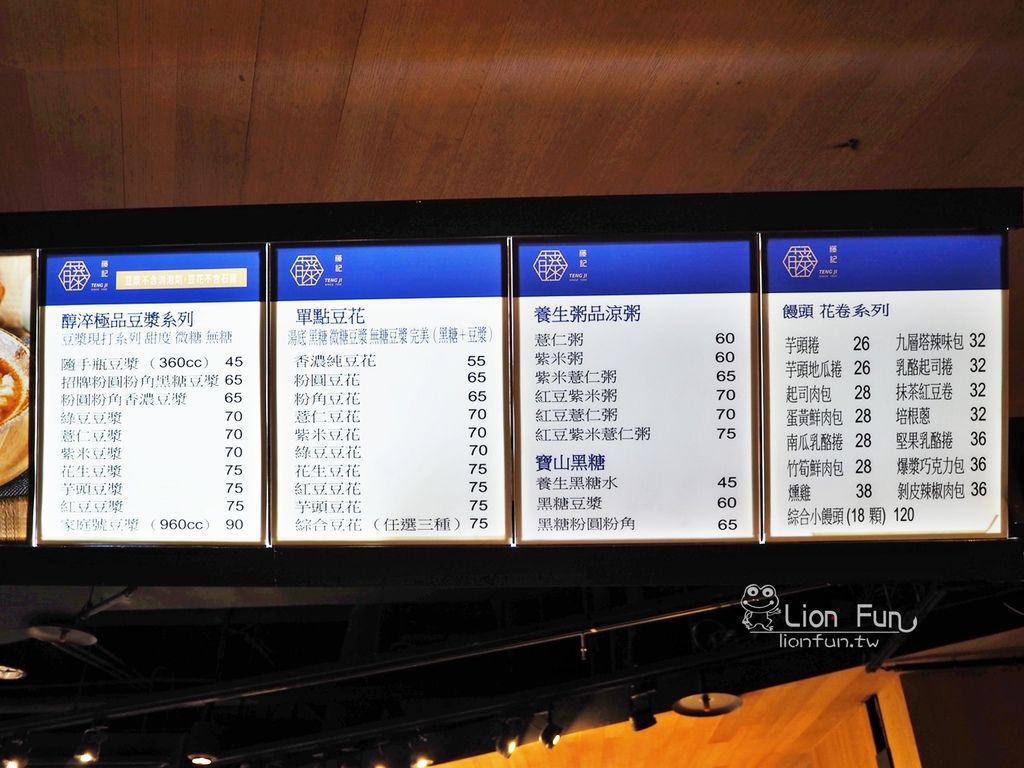 藤記
TENG JI
豆漿不含消泡劑·豆花不含石膏
醇淬極品豆漿系列
豆漿現打系列 甜度 微糖 無糖
隨手瓶豆漿（360cc） 45
招牌粉圓粉角黑糖豆漿 65
粉圓粉角香濃豆漿 65
綠豆豆漿 70
薏仁豆漿 70
紫米豆漿 70
花生豆漿 75
芋頭豆漿 75
紅豆豆漿 75
家庭號豆漿（960cc） 90
藤記
TENG JI
單點豆花
湯底 黑糖 微糖豆漿 無糖豆漿 完美（黑糖＋豆漿）
香濃純豆花 55
粉圓豆花 65
粉角豆花 65
薏仁豆花 70
紫米豆花 70
綠豆豆花 70
花生豆花 75
紅豆豆花 75
芋頭豆花 75
綜合豆花（任選三種）75
藤記
TENG JI
養生粥品涼粥
薏仁粥 60
紫米粥 60
紫米薏仁粥 65
紅豆紫米粥 70
紅豆薏仁粥 70
紅豆紫米薏仁粥 75
寶山黑糖
養生黑糖水 45
黑糖豆漿 60
黑糖粉圓粉角 65
藤記
TENG JI
饅頭 花卷系列
芋頭捲 26
芋頭地瓜捲 26
起司肉包 28
蛋黃鮮肉包 28
南瓜乳酪捲 28
竹筍鮮肉包 28
燻雞 38
綜合小饅頭(18 顆) 120
九層塔辣味包 32
乳酪起司捲 32
抹茶紅豆卷 32
培根蔥 32
堅果乳酪捲 36
爆漿巧克力包 36
剝皮辣椒肉包 36
Lion Fun
lionfun.tw